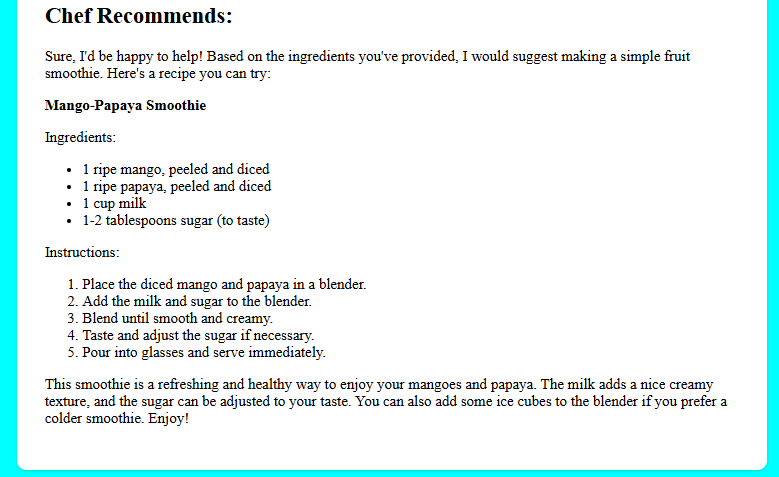 Chef Recommends:
Sure, I'd be happy to help! Based on the ingredients you've provided, I would suggest making a simple fruit
smoothie. Here's a recipe you can try:
Mango-Papaya Smoothie
Ingredients:
• 1 ripe mango, peeled and diced
• 1 ripe papaya, peeled and diced
• 1 cup milk
• 1-2 tablespoons sugar (to taste)
Instructions:
1. Place the diced mango and papaya in a blender.
2. Add the milk and sugar to the blender.
3. Blend until smooth and creamy.
4. Taste and adjust the sugar if necessary.
5. Pour into glasses and serve immediately.
This smoothie is a refreshing and healthy way to enjoy your mangoes and papaya. The milk adds a nice creamy
texture, and the sugar can be adjusted to your taste. You can also add some ice cubes to the blender if you prefer a
colder smoothie. Enjoy!